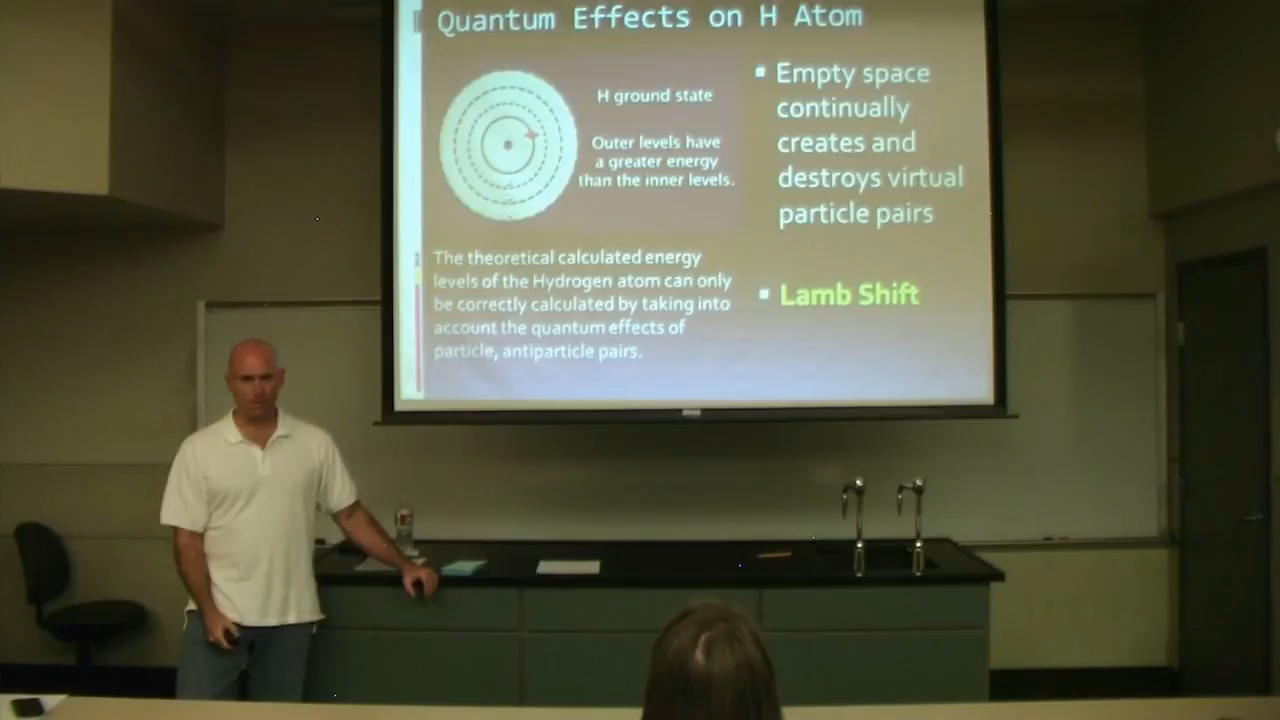 Quantum Effects on H Atom
H ground state
Outer levels have
a greater energy
than the inner levels.
The theoretical calculated energy
levels of the Hydrogen atom can only
be correctly calculated by taking into
account the quantum effects of
particle, antiparticle pairs.
▪ Empty space
continually
creates and
destroys virtual
particle pairs
▪ Lamb Shift